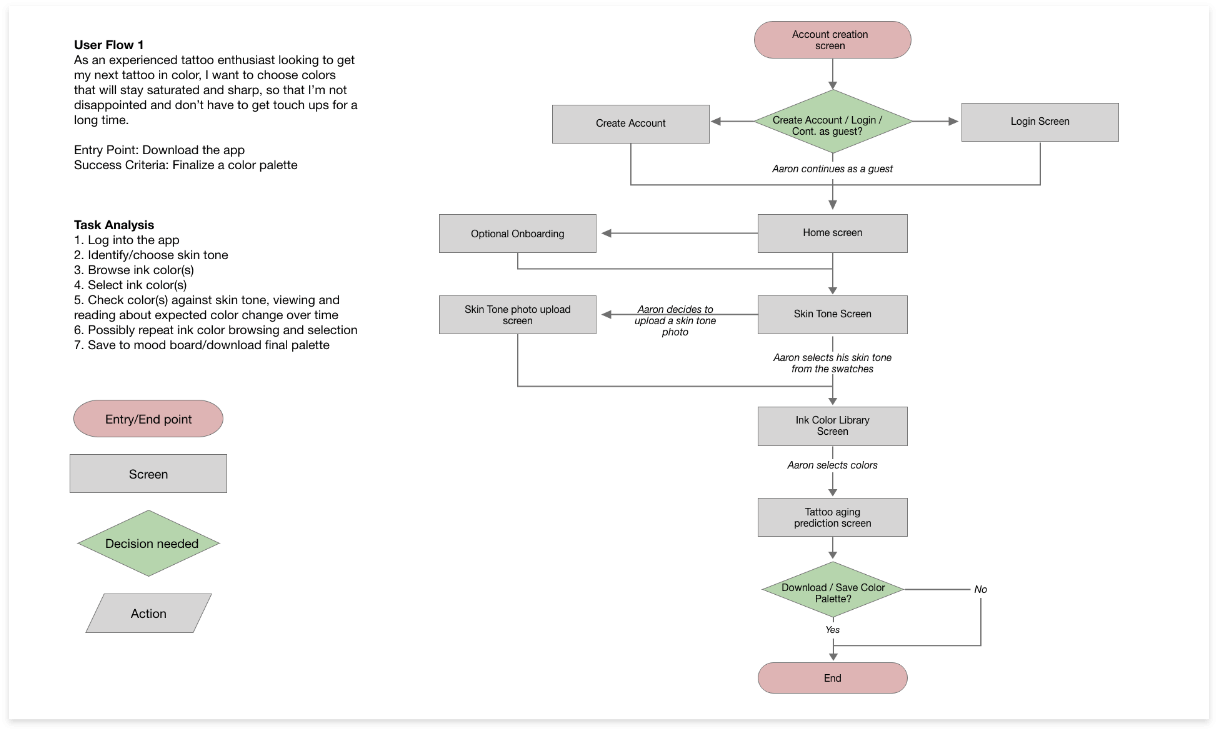 User Flow 1
As an experienced tattoo enthusiast looking to get
my next tattoo in color, I want to choose colors
that will stay saturated and sharp, so that I'm not
disappointed and don't have to get touch ups for a
long time.
Entry Point: Download the app
Success Criteria: Finalize a color palette
Task Analysis
1. Log into the app
2. Identify/choose skin tone
3. Browse ink color(s)
4. Select ink color(s)
5. Check color(s) against skin tone, viewing and
reading about expected color change over time
6. Possibly repeat ink color browsing and selection
7. Save to mood board/download final palette
Entry/End point
Screen
Decision needed
Action
Account creation
screen
Create Account
Create Account / Login /
Cont. as guest?
Login Screen
Aaron continues as a guest
Optional Onboarding
Home screen
Skin Tone photo upload
screen
Aaron decides to
upload a skin tone
photo
Skin Tone Screen
Aaron selects his skin tone
from the swatches
Ink Color Library
Screen
Aaron selects colors
Tattoo aging
prediction screen
Download / Save Color
Palette?
No
Yes
End